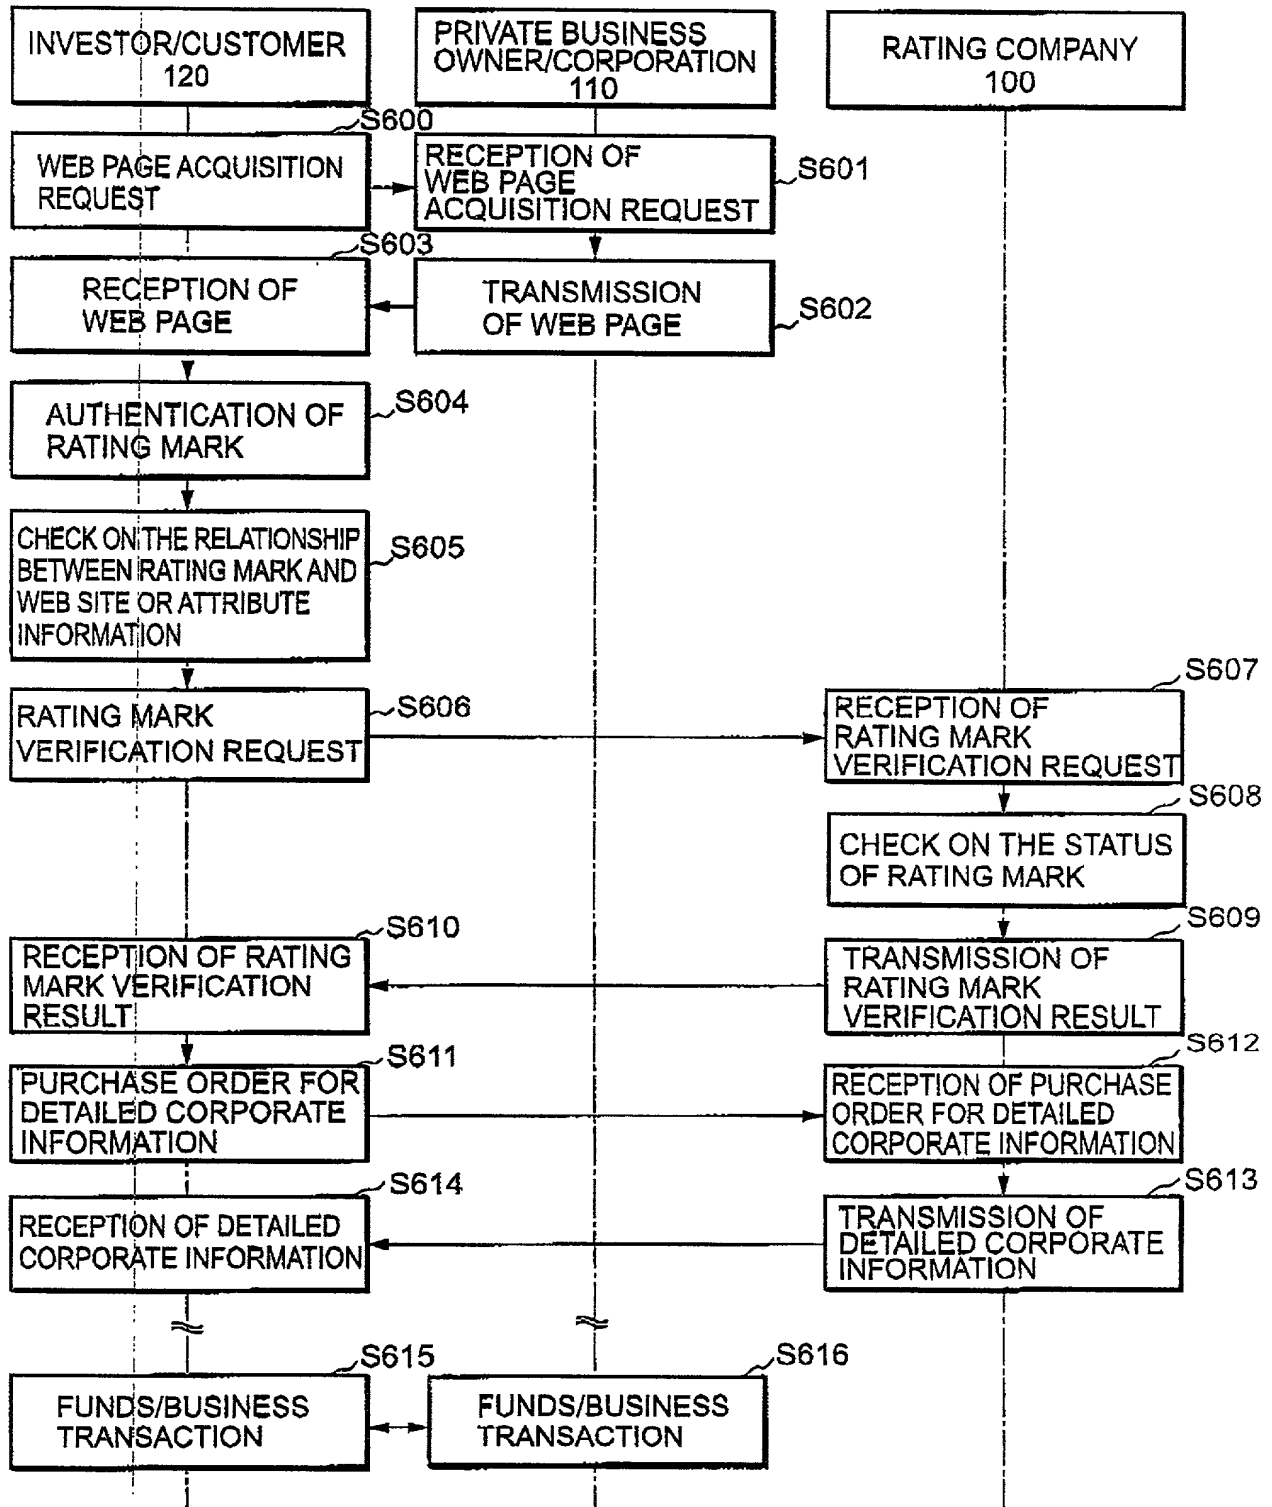 INVESTOR/CUSTOMER
120
PRIVATE BUSINESS
OWNER/CORPORATION
110
RATING COMPANY
100
S600
WEB PAGE ACQUISITION
REQUEST
RECEPTION OF
WEB PAGE
ACQUISITION REQUEST
S601
S603
RECEPTION OF
WEB PAGE
TRANSMISSION
OF WEB PAGE
S602
AUTHENTICATION OF
RATING MARK
S604
CHECK ON THE RELATIONSHIP
BETWEEN RATING MARK AND
WEB SITE OR ATTRIBUTE
INFORMATION
S605
RATING MARK
VERIFICATION REQUEST
S606
S607
RECEPTION OF
RATING MARK
VERIFICATION REQUEST
S608
CHECK ON THE STATUS
OF RATING MARK
S610
RECEPTION OF RATING
MARK VERIFICATION
RESULT
S609
TRANSMISSION OF
RATING MARK
VERIFICATION RESULT
S611
PURCHASE ORDER FOR
DETAILED CORPORATE
INFORMATION
S612
RECEPTION OF PURCHASE
ORDER FOR DETAILED
CORPORATE INFORMATION
S614
RECEPTION OF DETAILED
CORPORATE INFORMATION
S613
TRANSMISSION OF
DETAILED CORPORATE
INFORMATION
S615
FUNDS/BUSINESS
TRANSACTION
S616
FUNDS/BUSINESS
TRANSACTION